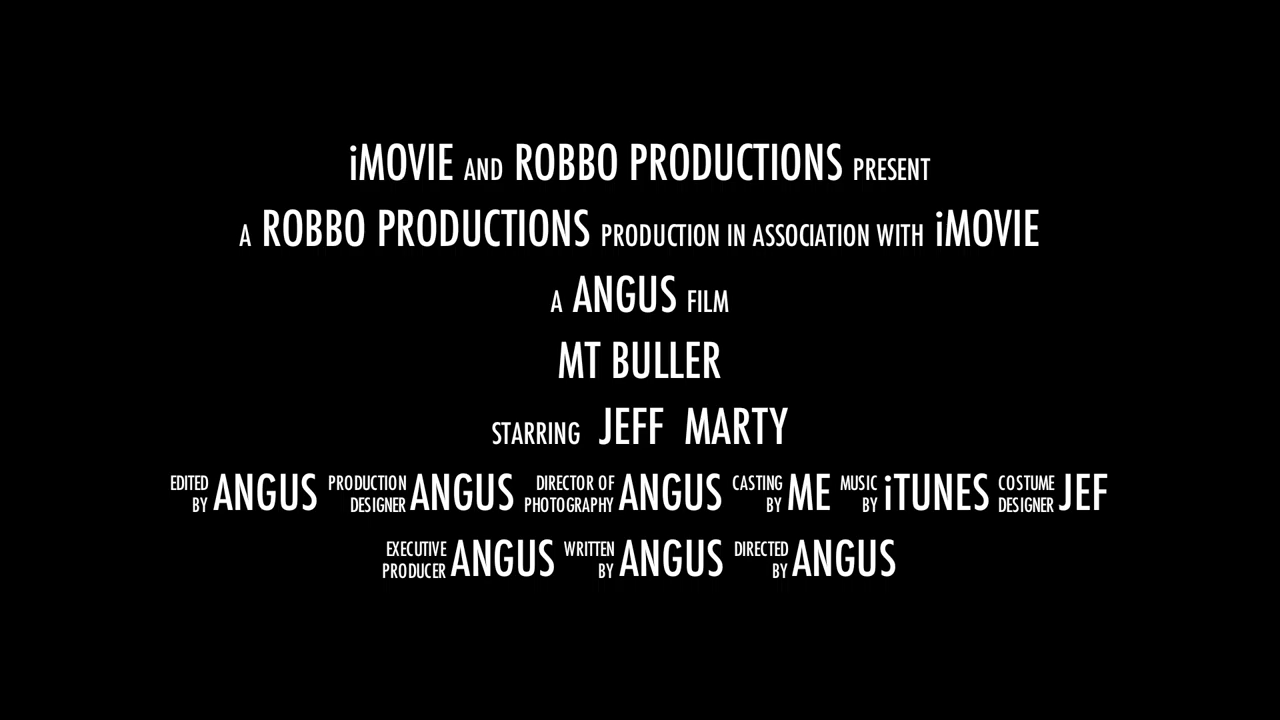 iMOVIE AND ROBBO PRODUCTIONS PRESENT
A ROBBO PRODUCTIONS PRODUCTION IN ASSOCIATION WITH iMOVIE
A ANGUS FILM
MT BULLER
STARRING JEFF MARTY
EDITED BY ANGUS PRODUCTION DESIGNER ANGUS DIRECTOR OF PHOTOGRAPHY ANGUS CASTING BY ME MUSIC BY iTUNES COSTUME DESIGNER JEF
EXECUTIVE PRODUCER ANGUS WRITTEN BY ANGUS DIRECTED BY ANGUS